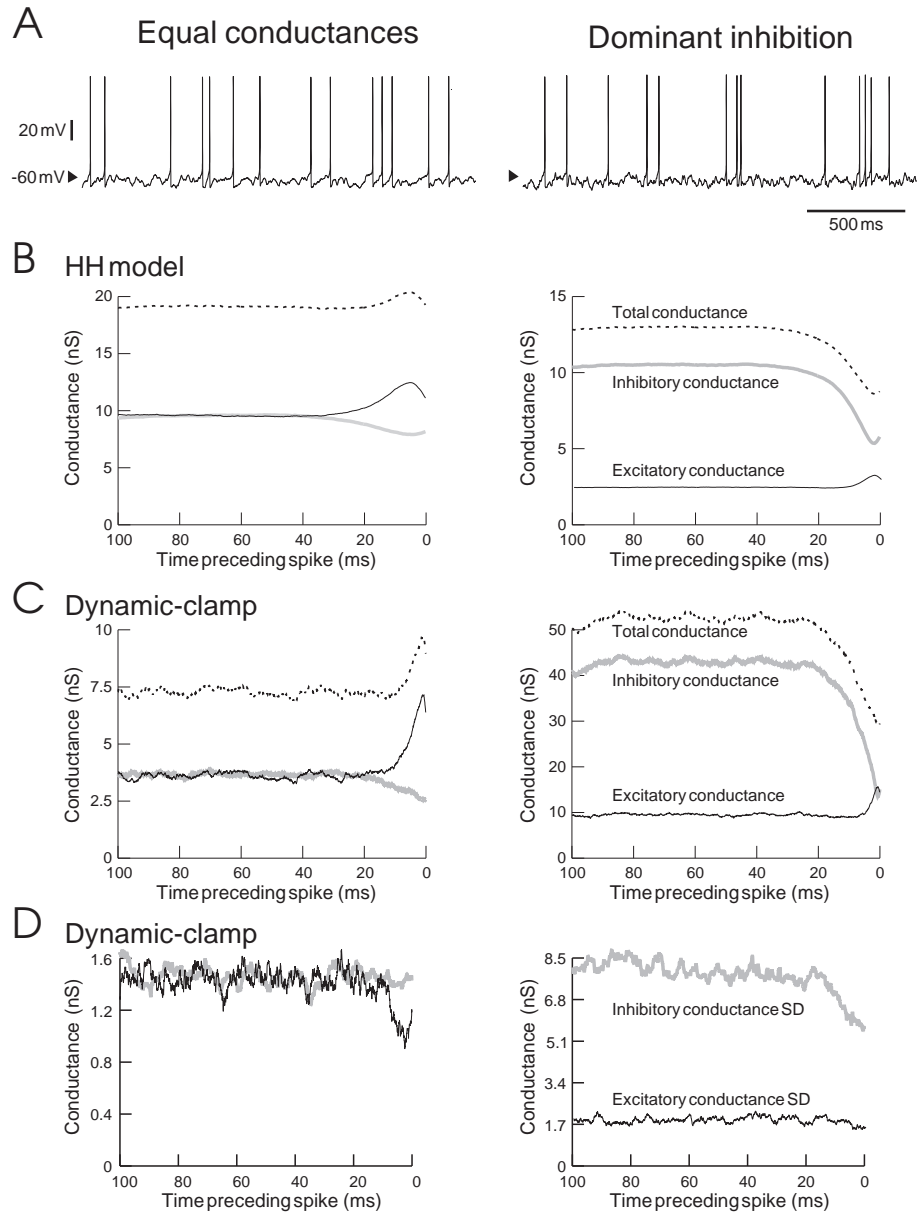 A
Equal conductances
Dominant inhibition
20 mV
-60 mV
500 ms
B
HH model
20
15
10
5
0
Conductance (nS)
100 80 60 40 20 0
Time preceding spike (ms)
15
10
5
0
Conductance (nS)
Total conductance
Inhibitory conductance
Excitatory conductance
100 80 60 40 20 0
Time preceding spike (ms)
C
Dynamic-clamp
10
7.5
5
2.5
0
Conductance (nS)
100 80 60 40 20 0
Time preceding spike (ms)
50
40
30
20
10
0
Conductance (nS)
Total conductance
Inhibitory conductance
Excitatory conductance
100 80 60 40 20 0
Time preceding spike (ms)
D
Dynamic-clamp
1.6
1.2
0.8
0.4
0
Conductance (nS)
100 80 60 40 20 0
Time preceding spike (ms)
8.5
6.8
5.1
3.4
1.7
0
Conductance (nS)
Inhibitory conductance SD
Excitatory conductance SD
100 80 60 40 20 0
Time preceding spike (ms)